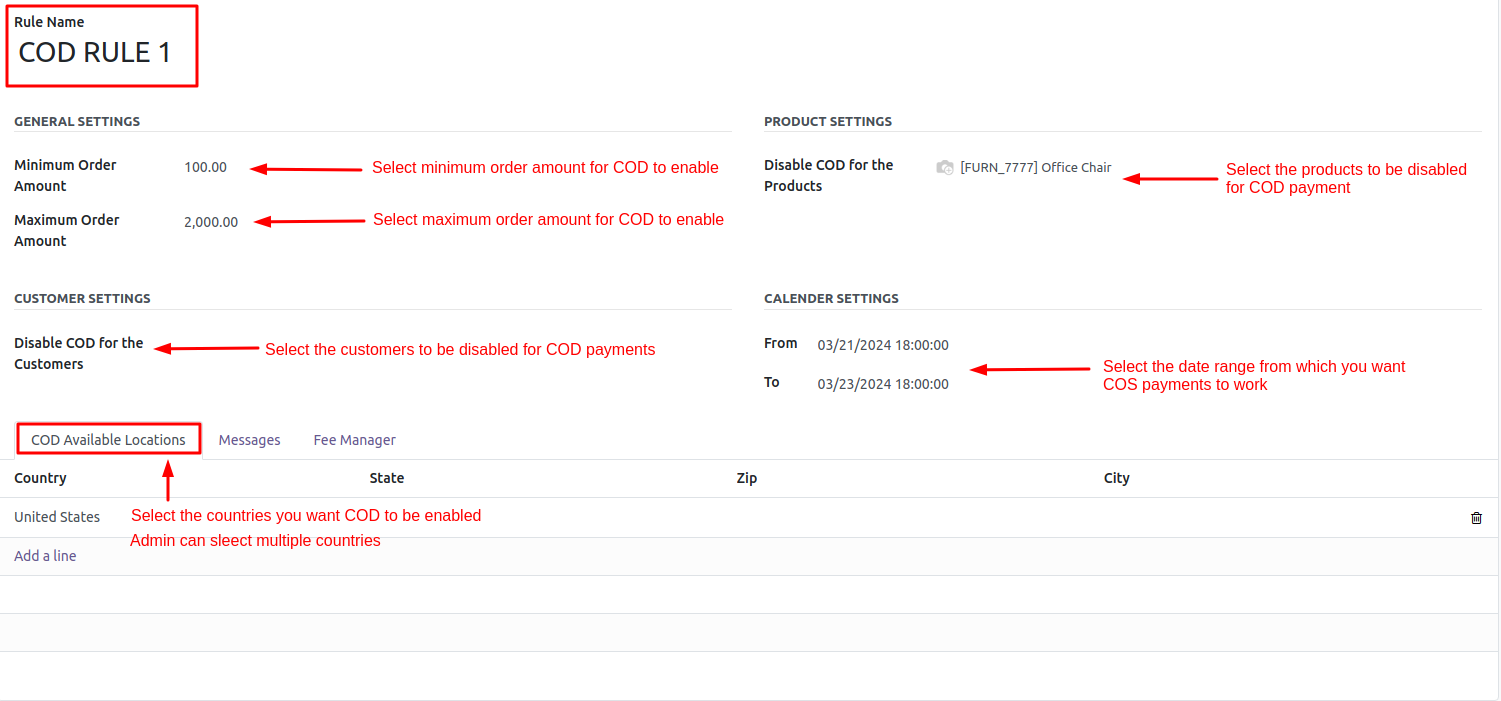 Rule Name
COD RULE 1
GENERAL SETTINGS
Minimum Order
Amount
100.00
Select minimum order amount for COD to enable
Maximum Order
Amount
2,000.00
Select maximum order amount for COD to enable
PRODUCT SETTINGS
Disable COD for the
Products
[FURN_7777] Office Chair
Select the products to be disabled
for COD payment
CUSTOMER SETTINGS
Disable COD for the
Customers
Select the customers to be disabled for COD payments
CALENDER SETTINGS
From
03/21/2024 18:00:00
To
03/23/2024 18:00:00
Select the date range from which you want
COS payments to work
COD Available Locations Messages Fee Manager
Country State Zip City
United States
Select the countries you want COD to be enabled
Admin can sleect multiple countries
Add a line